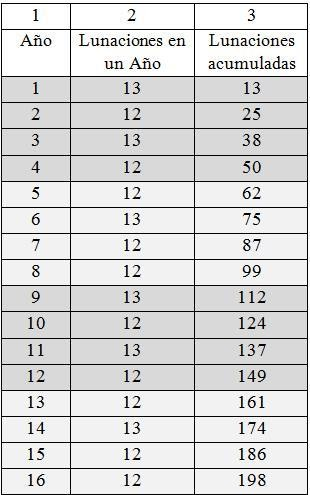 1 2 3
Año Lunaciones en Lunaciones
un Año acumuladas
1 13 13
2 12 25
3 13 38
4 12 50
5 12 62
6 13 75
7 12 87
8 12 99
9 13 112
10 12 124
11 13 137
12 12 149
13 12 161
14 13 174
15 12 186
16 12 198